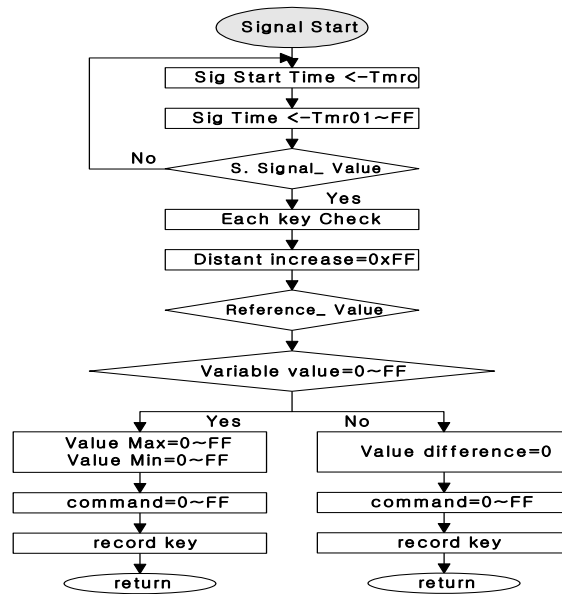 Signal Start
Sig Start Time <-Tmro
Sig Time <-Tmr01~FF
No
S. Signal_ Value
Yes
Each key Check
Distant increase=0xFF
Reference_ Value
Variable value=0~FF
Yes
No
Value Max=0~FF
Value Min=0~FF
Value difference=0
command=0~FF
command=0~FF
record key
record key
return
return